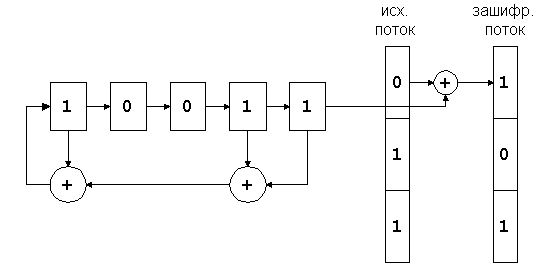 исх. поток
зашифр. поток
1 0 0 1 1
0 + 1
+ +
1 0
1 1